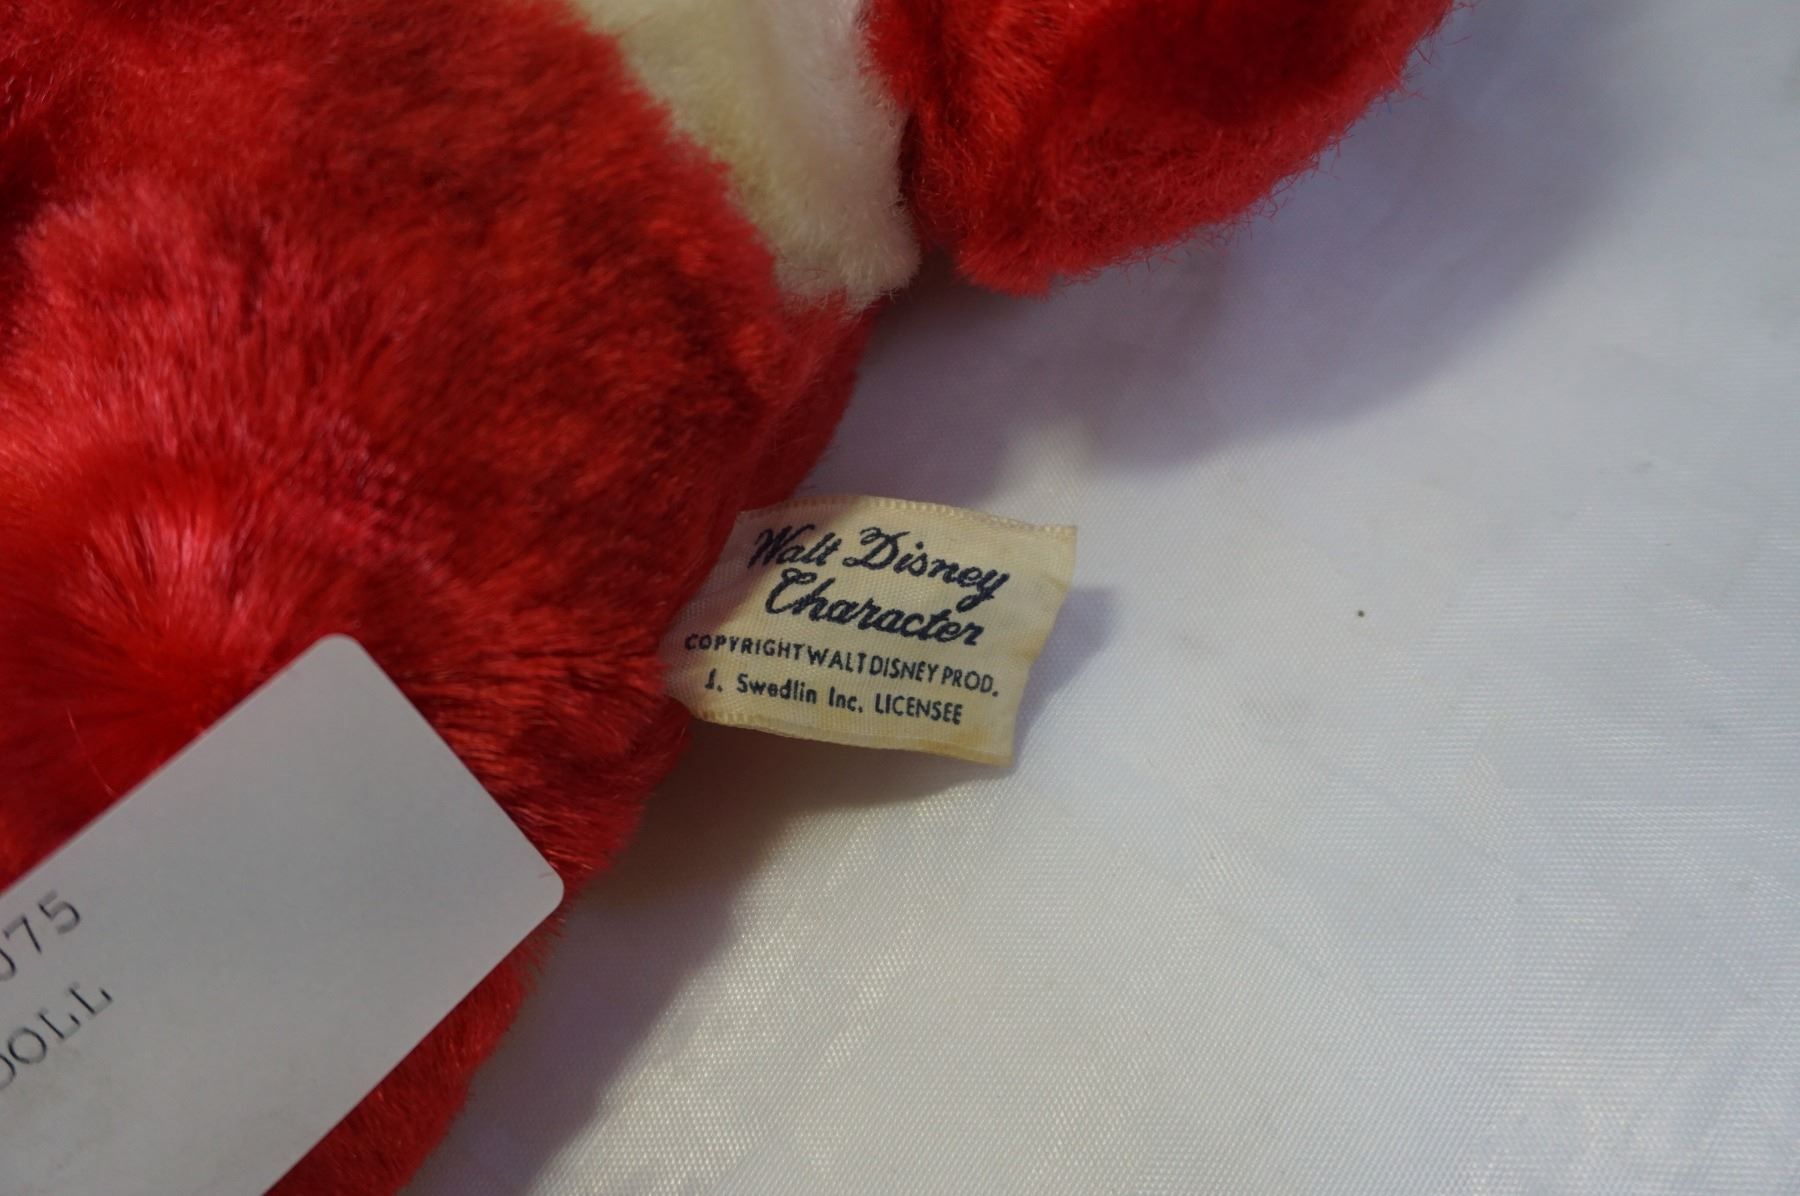 Walt Disney
Character
COPYRIGHT WALT DISNEY PROD.
J. Swedlin Inc. LICENSEE
075
DOLL